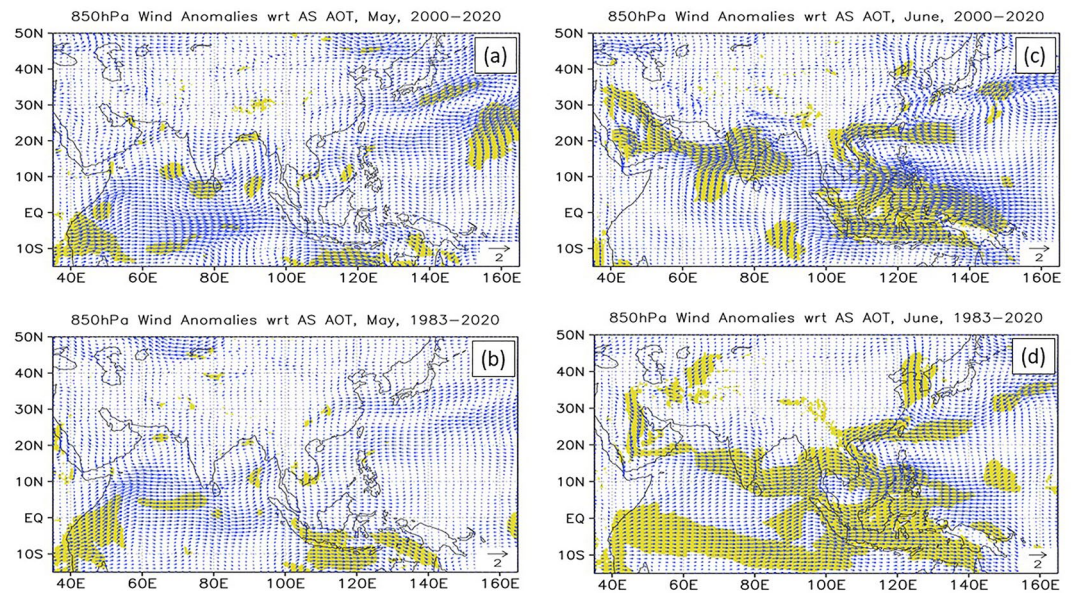 850hPa Wind Anomalies wrt AS AOT, May, 2000-2020
(a)
50N
40N
30N
20N
10N
EQ
10S
40E 60E 80E 100E 120E 140E 160E
2
850hPa Wind Anomalies wrt AS AOT, June, 2000-2020
(c)
50N
40N
30N
20N
10N
EQ
10S
40E 60E 80E 100E 120E 140E 160E
2
850hPa Wind Anomalies wrt AS AOT, May, 1983-2020
(b)
50N
40N
30N
20N
10N
EQ
10S
40E 60E 80E 100E 120E 140E 160E
2
850hPa Wind Anomalies wrt AS AOT, June, 1983-2020
(d)
50N
40N
30N
20N
10N
EQ
10S
40E 60E 80E 100E 120E 140E 160E
2